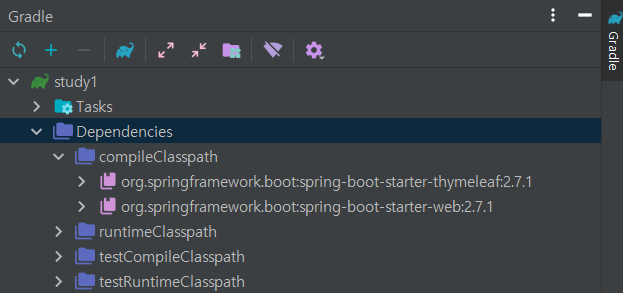 Gradle
study1
Tasks
Dependencies
compileClasspath
org.springframework.boot:spring-boot-starter-thymeleaf:2.7.1
org.springframework.boot:spring-boot-starter-web:2.7.1
runtimeClasspath
testCompileClasspath
testRuntimeClasspath
Gradle